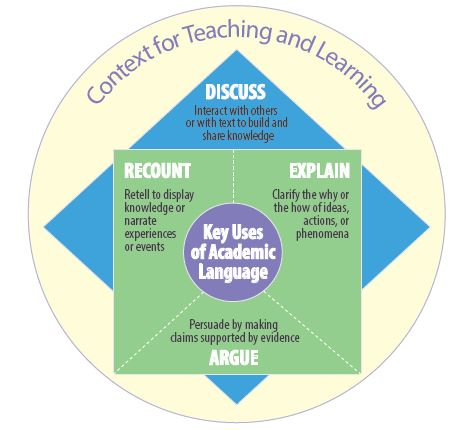 Context for Teaching and Learning
DISCUSS
Interact with others
or with text to build and
share knowledge
RECOUNT
Retell to display
knowledge or
narrate
experiences
or events
EXPLAIN
Clarify the why or
the how of ideas,
actions, or
phenomena
Key Uses
of Academic
Language
Persuade by making
claims supported by evidence
ARGUE